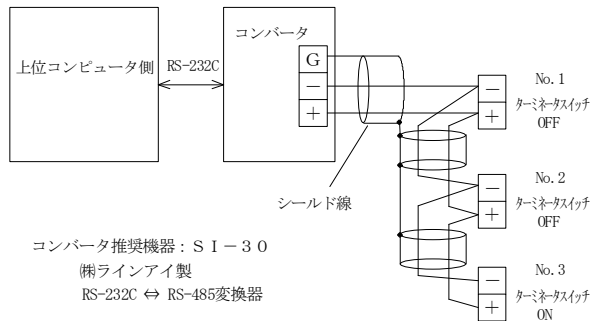 上位コンピュータ側
RS-232C
コンバータ
G
−
+
シールド線
−
+
No.1
ターミネータスイッチ
OFF
−
+
No.2
ターミネータスイッチ
OFF
−
+
No.3
ターミネータスイッチ
ON
コンバータ推奨機器：ＳＩ－３０
㈱ラインアイ製
RS-232C ⇔ RS-485変換器